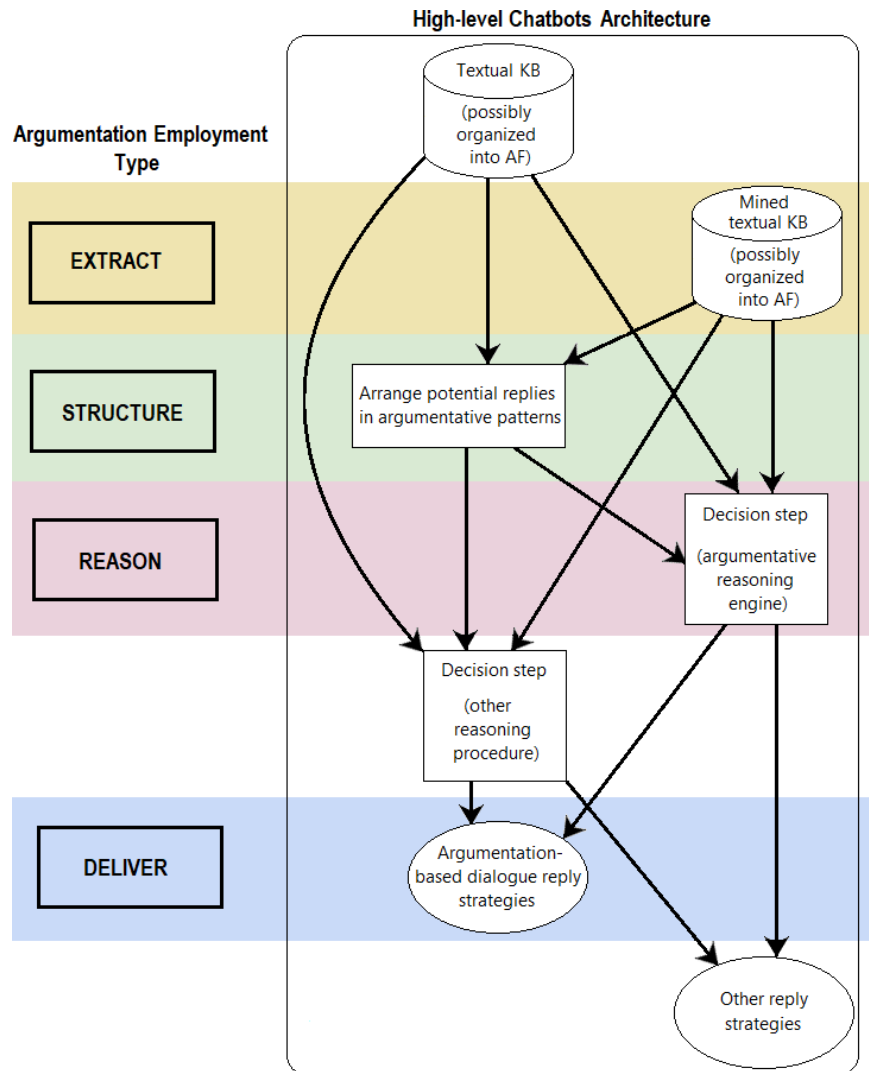 High-level Chatbots Architecture
Textual KB
(possibly
organized
into AF)
Argumentation Employment
Type
Mined
textual KB
(possibly
organized
into AF)
EXTRACT
Arrange potential replies
in argumentative patterns
STRUCTURE
Decision step
(argumentative
reasoning
engine)
REASON
Decision step
(other
reasoning
procedure)
DELIVER
Argumentation-
based dialogue reply
strategies
Other reply
strategies